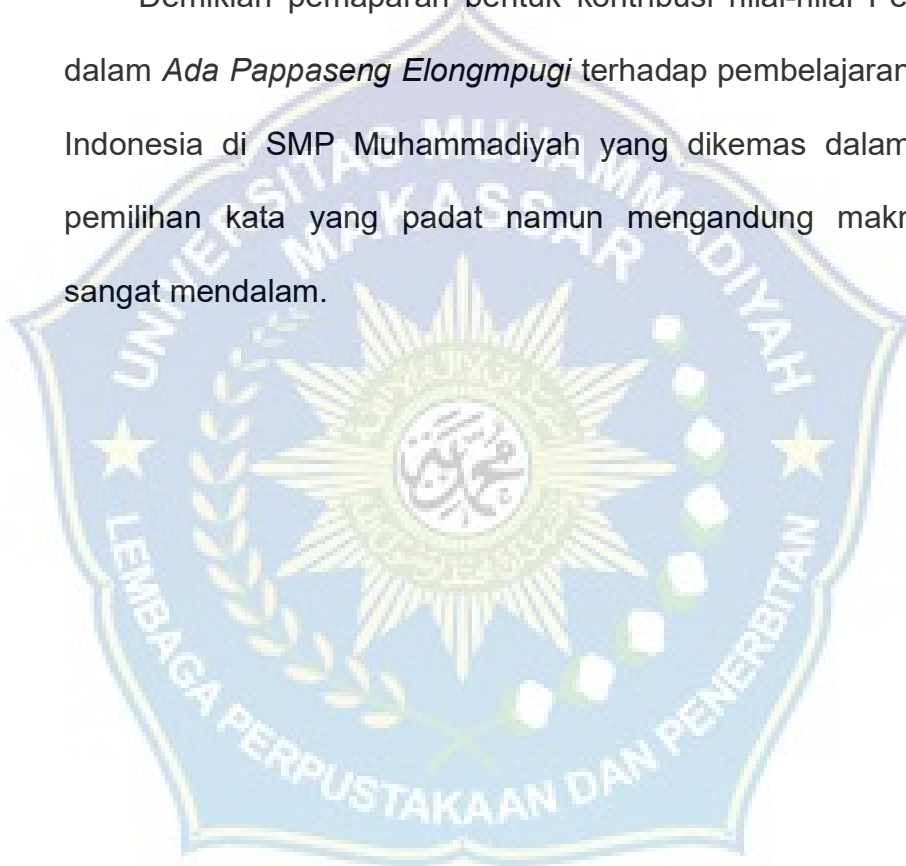 Demikian pemaparan bentuk kontribusi nilai-nilai
dalam Ada Pappaseng Elongmpugi terhadap pembelajaran
Indonesia di SMP Muhammadiyah yang dikemas dalam
pemilihan kata yang padat namun mengandung
sangat mendalam.
UNIVERSITAS MUHAMMADIYAH
MAKASSAR
LEMBAGA PERPUSTAKAAN DAN PENERBITAN